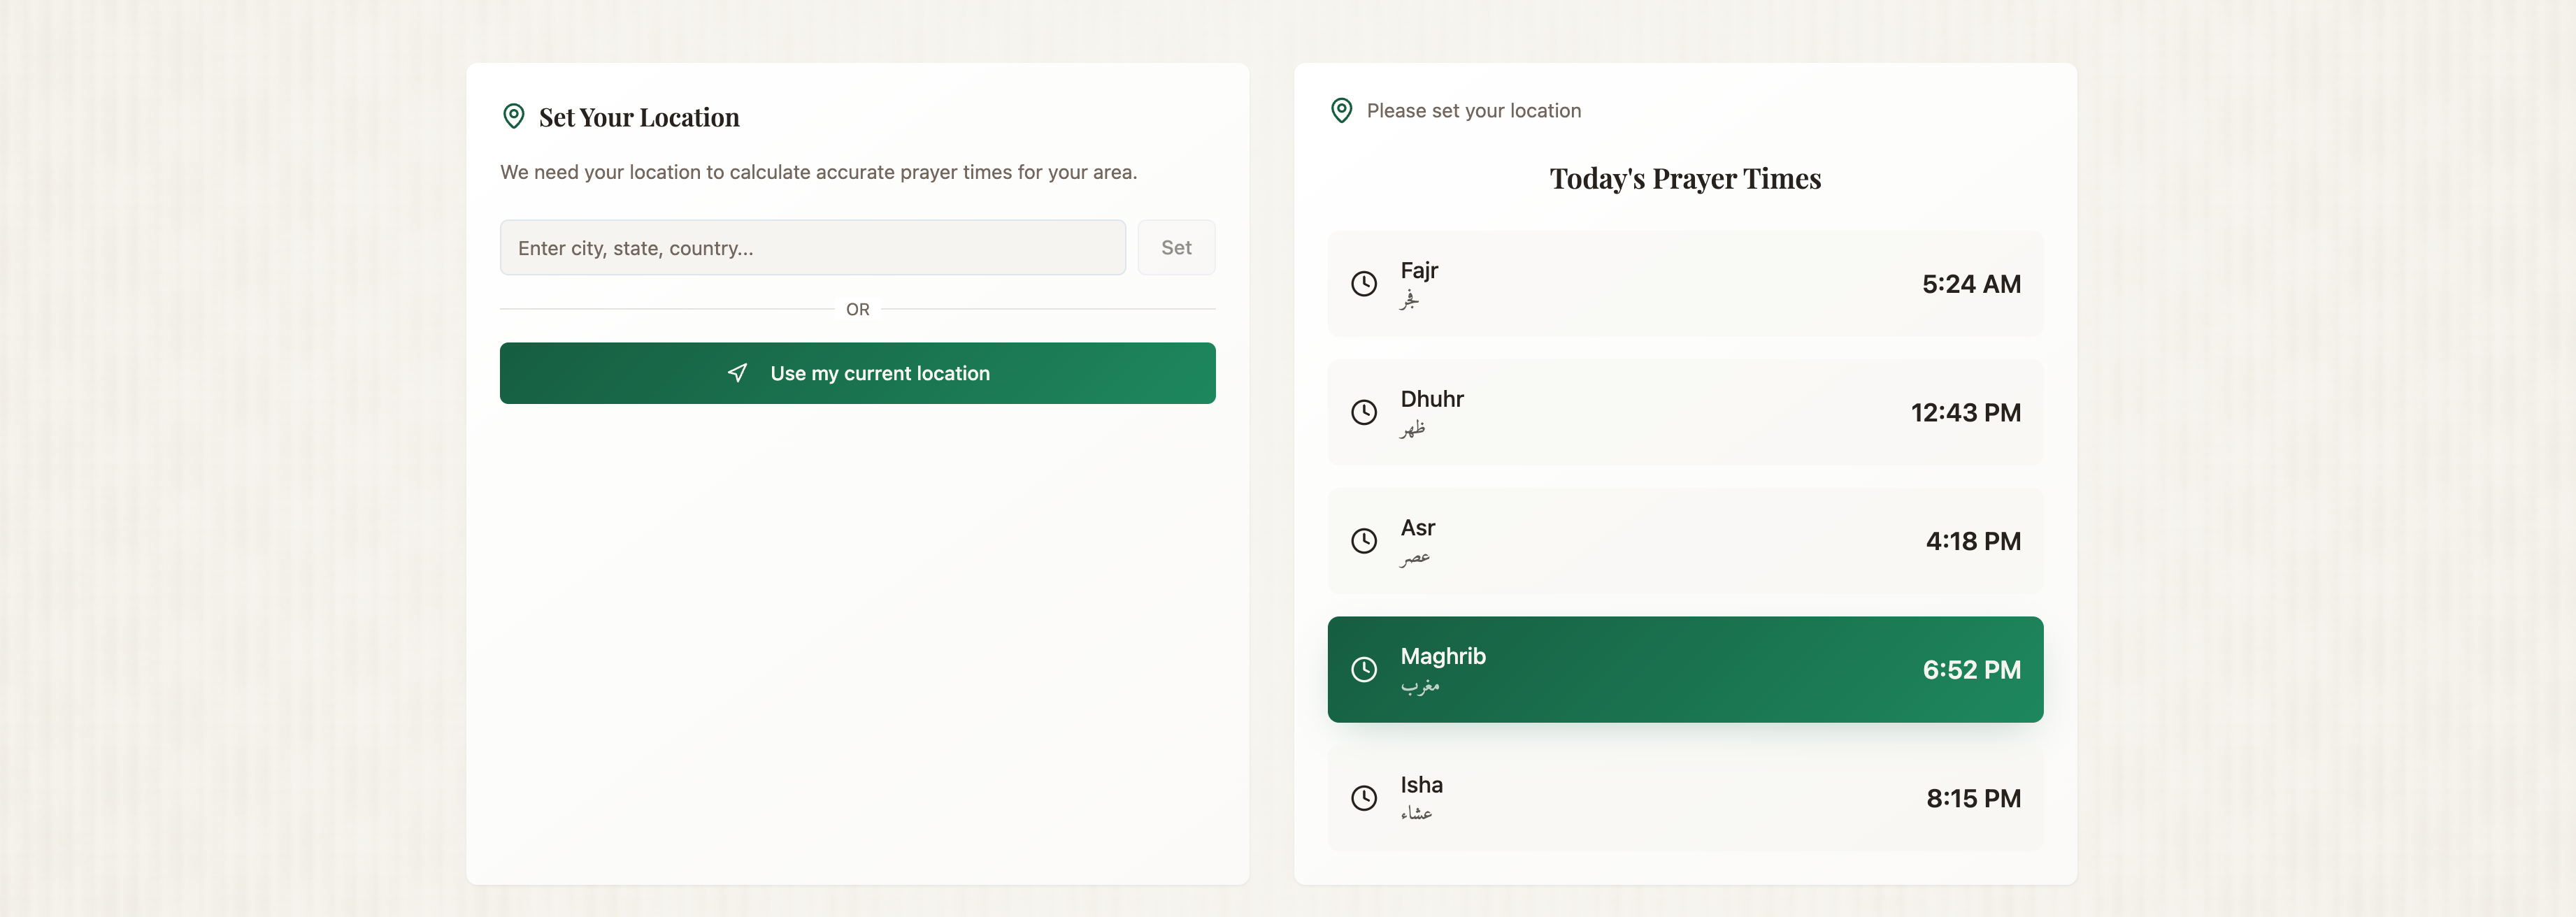 Set Your Location
We need your location to calculate accurate prayer times for your area.
Enter city, state, country...
Set
OR
Use my current location
Please set your location
Today's Prayer Times
Fajr
فجر
5:24 AM
Dhuhr
ظهر
12:43 PM
Asr
عصر
4:18 PM
Maghrib
مغرب
6:52 PM
Isha
عشاء
8:15 PM